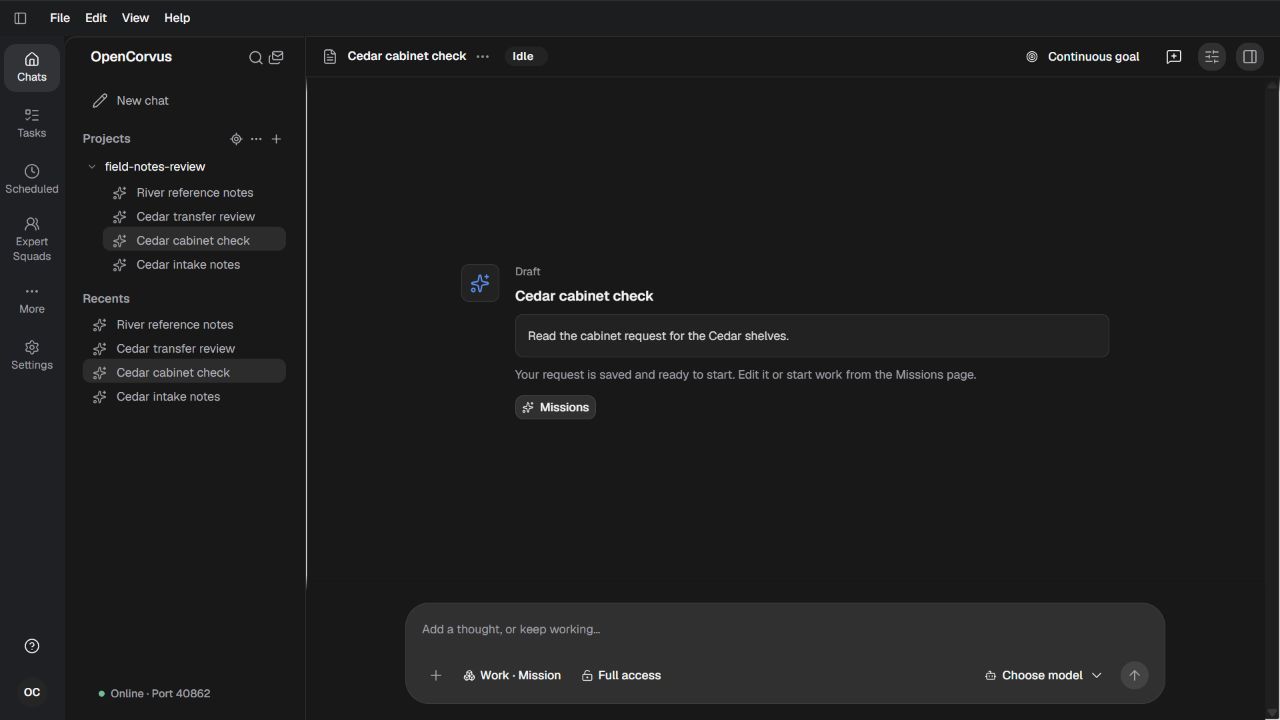 File Edit View Help
Chats
Tasks
Scheduled
Expert
Squads
More
Settings
OC
OpenCorvus
New chat
Projects
field-notes-review
River reference notes
Cedar transfer review
Cedar cabinet check
Cedar intake notes
Recents
River reference notes
Cedar transfer review
Cedar cabinet check
Cedar intake notes
Online · Port 40862
Cedar cabinet check
Idle
Continuous goal
Draft
Cedar cabinet check
Read the cabinet request for the Cedar shelves.
Your request is saved and ready to start. Edit it or start work from the Missions page.
Missions
Add a thought, or keep working...
Work · Mission
Full access
Choose model